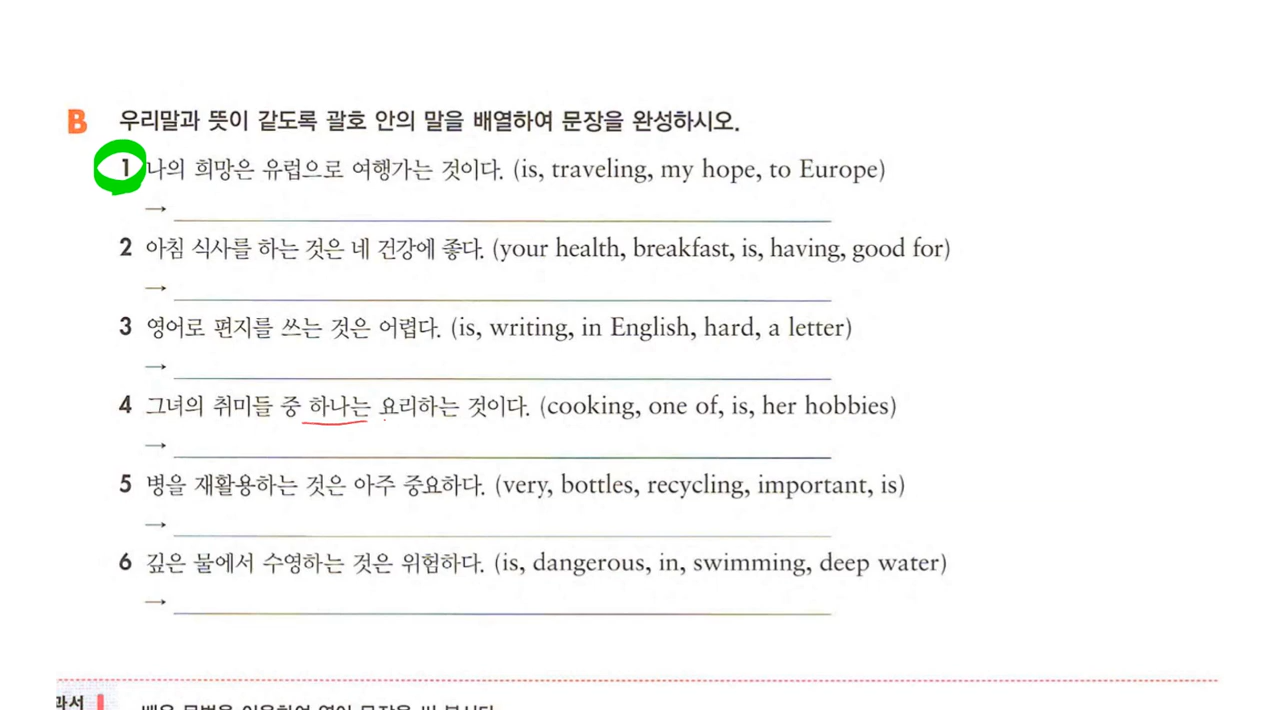 B 우리말과 뜻이 같도록 괄호 안의 말을 배열하여 문장을 완성하시오.
1 나의 희망은 유럽으로 여행가는 것이다. (is, traveling, my hope, to Europe)
→
2 아침 식사를 하는 것은 네 건강에 좋다. (your health, breakfast, is, having, good for)
→
3 영어로 편지를 쓰는 것은 어렵다. (is, writing, in English, hard, a letter)
→
4 그녀의 취미들 중 하나는 요리하는 것이다. (cooking, one of, is, her hobbies)
→
5 병을 재활용하는 것은 아주 중요하다. (very, bottles, recycling, important, is)
→
6 깊은 물에서 수영하는 것은 위험하다. (is, dangerous, in, swimming, deep water)
→
과서